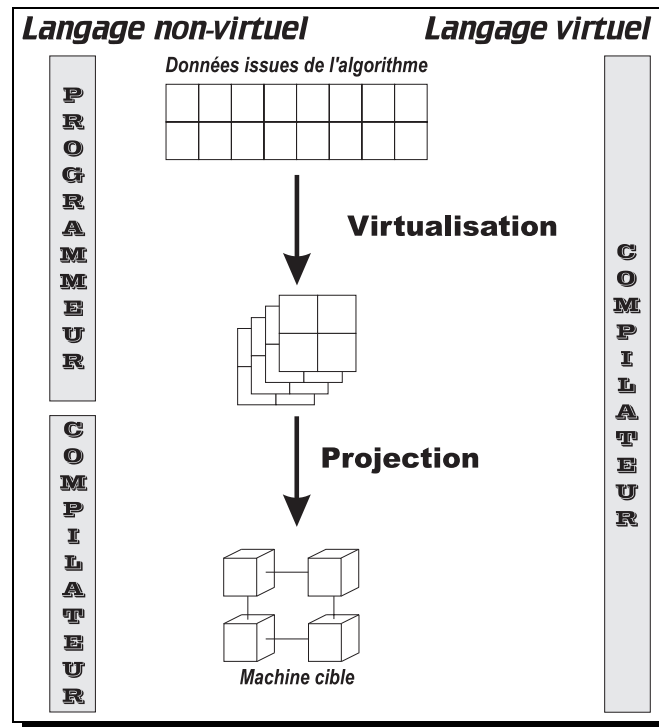 Langage non-virtuel
Langage virtuel
Données issues de l'algorithme
PROGRAMMEUR
Virtualisation
COMPILATEUR
Projection
COMPILATEUR
Machine cible